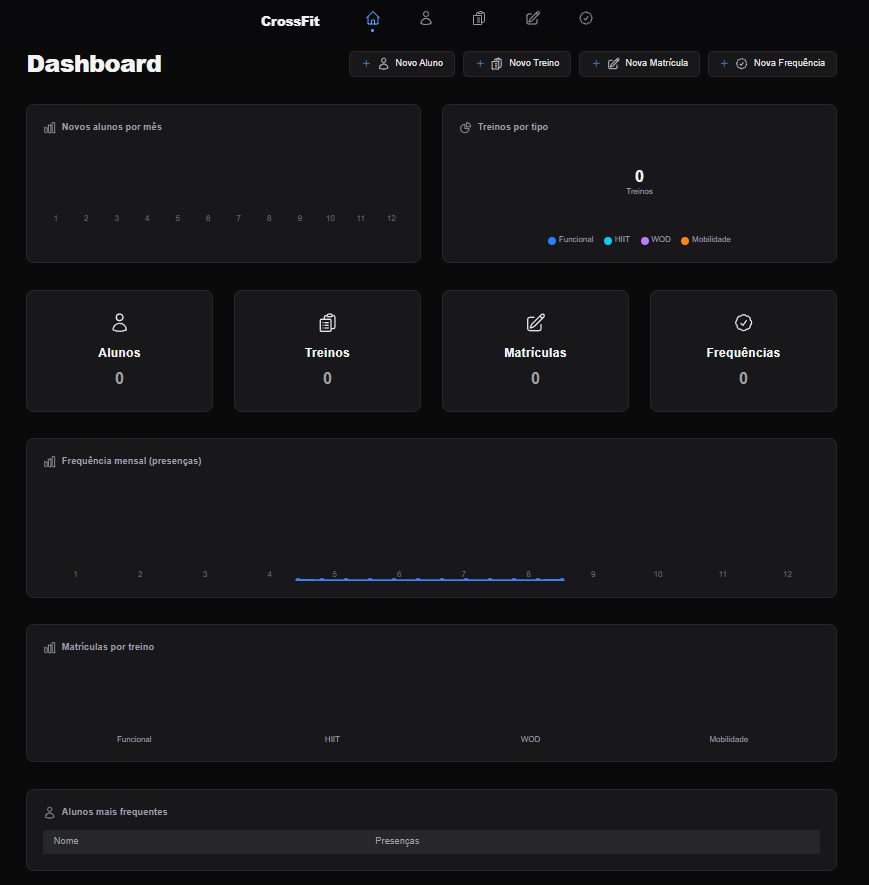 CrossFit
Dashboard
+ Novo Aluno
+ Novo Treino
+ Nova Matrícula
+ Nova Frequência
Novos alunos por mês
1 2 3 4 5 6 7 8 9 10 11 12
Treinos por tipo
0
Treinos
Funcional HIIT WOD Mobilidade
Alunos
0
Treinos
0
Matrículas
0
Frequências
0
Frequência mensal (presenças)
1 2 3 4 5 6 7 8 9 10 11 12
Matrículas por treino
Funcional HIIT WOD Mobilidade
Alunos mais frequentes
Nome Presenças